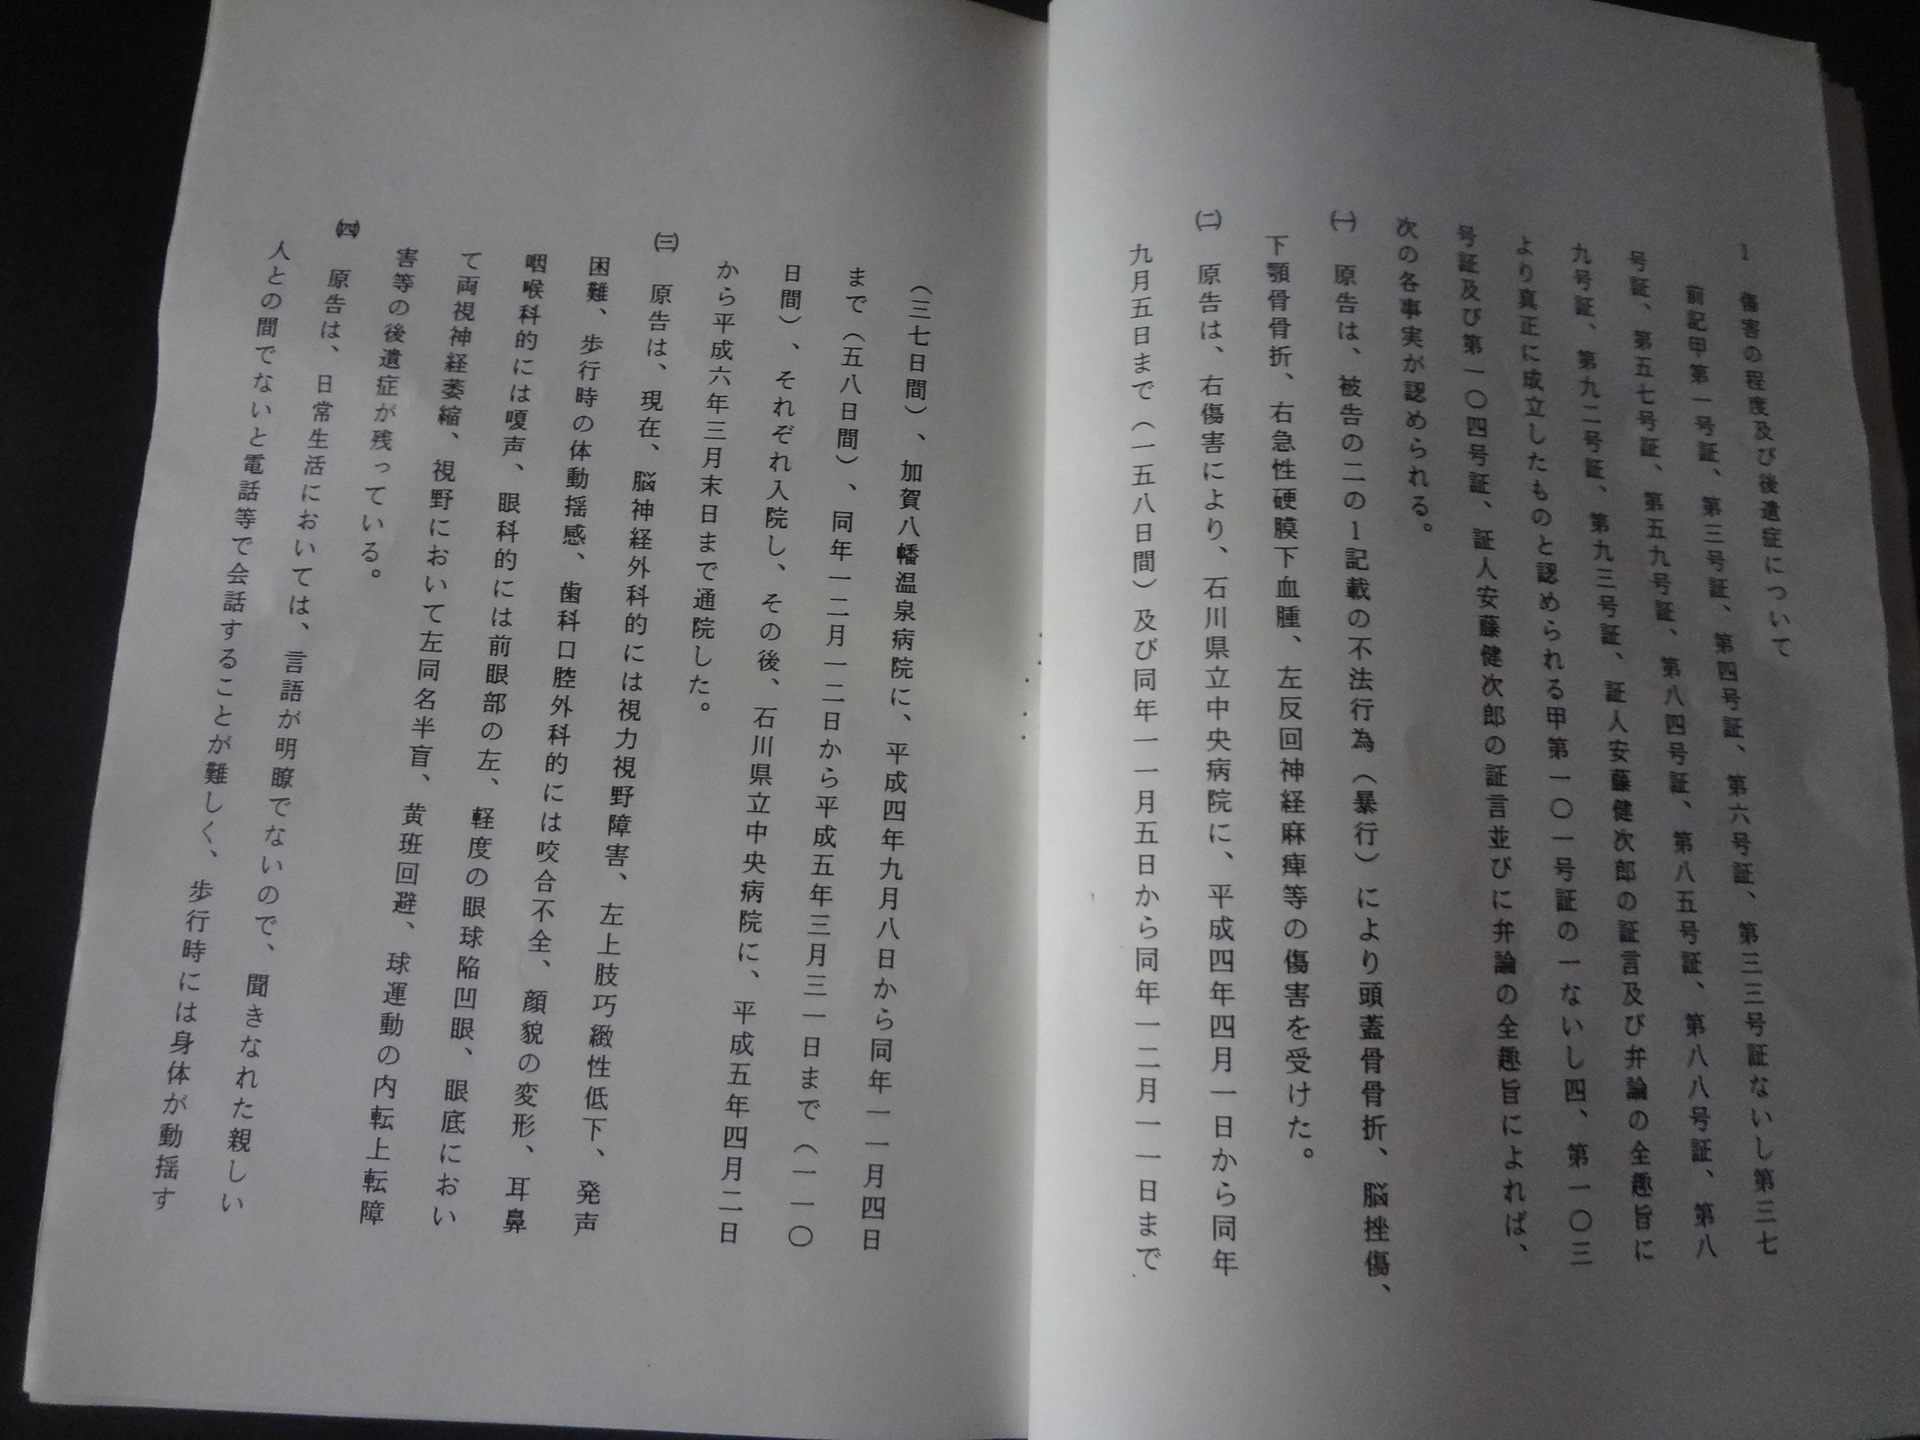 1　傷害の程度及び後遺症について
前記甲第一号証、第三号証、第四号証、第六号証、第三三号証ないし第三七
号証、第五七号証、第五九号証、第八四号証、第八五号証、第八八号証、第八
九号証、第九二号証、第九三号証、証人安藤健次郎の証言及び弁論の全趣旨に
より真正に成立したものと認められる甲第一〇一号証の一ないし四、第一〇三
号証及び第一〇四号証、証人安藤健次郎の証言並びに弁論の全趣旨によれば、
次の各事実が認められる。
㈠　原告は、被告の二の1記載の不法行為（暴行）により頭蓋骨骨折、脳挫傷、
下顎骨骨折、右急性硬膜下血腫、左反回神経麻痺等の傷害を受けた。
㈡　原告は、右傷害により、石川県立中央病院に、平成四年四月一日から同年
九月五日まで（一五八日間）及び同年一一月五日から同年一二月一一日まで
（三七日間）、加賀八幡温泉病院に、平成四年九月八日から同年一一月四日
まで（五八日間）、同年一二月一二日から平成五年三月三一日まで（一一〇
日間）、それぞれ入院し、その後、石川県立中央病院に、平成五年四月二日
から平成六年三月末日まで通院した。
㈢　原告は、現在、脳神経外科的には視力視野障害、左上肢巧緻性低下、発声
困難、歩行時の体動揺感、歯科口腔外科的には咬合不全、顔貌の変形、耳鼻
咽喉科的には嗄声、眼科的には前眼部の左、軽度の眼球陥凹眼、眼底におい
て両視神経萎縮、視野において左同名半盲、黄斑回避、球運動の内転上転障
害等の後遺症が残っている。
㈣　原告は、日常生活においては、言語が明瞭でないので、聞きなれた親しい
人との間でないと電話等で会話することが難しく、歩行時には身体が動揺す